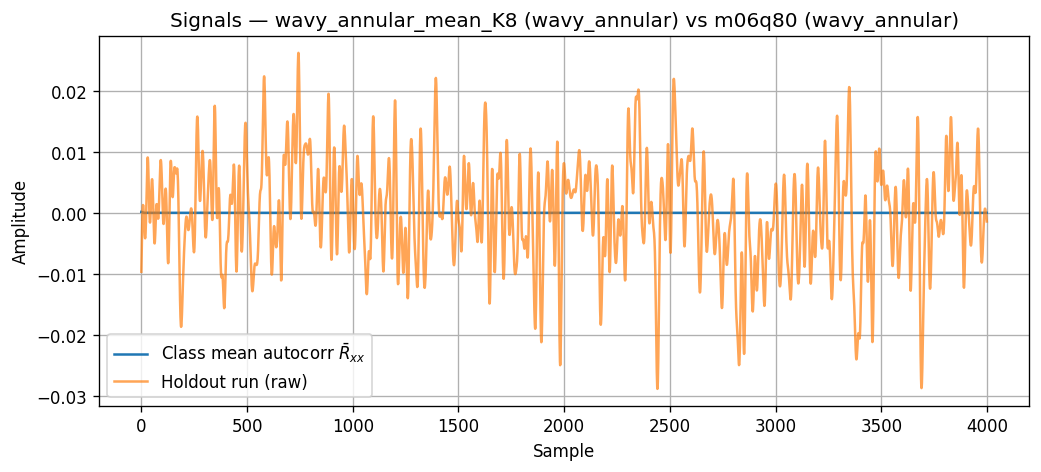 Signals — wavy_annular_mean_K8 (wavy_annular) vs m06q80 (wavy_annular)
Amplitude
0.02
0.01
0.00
−0.01
−0.02
−0.03
Class mean autocorr R̄xx
Holdout run (raw)
0 500 1000 1500 2000 2500 3000 3500 4000
Sample